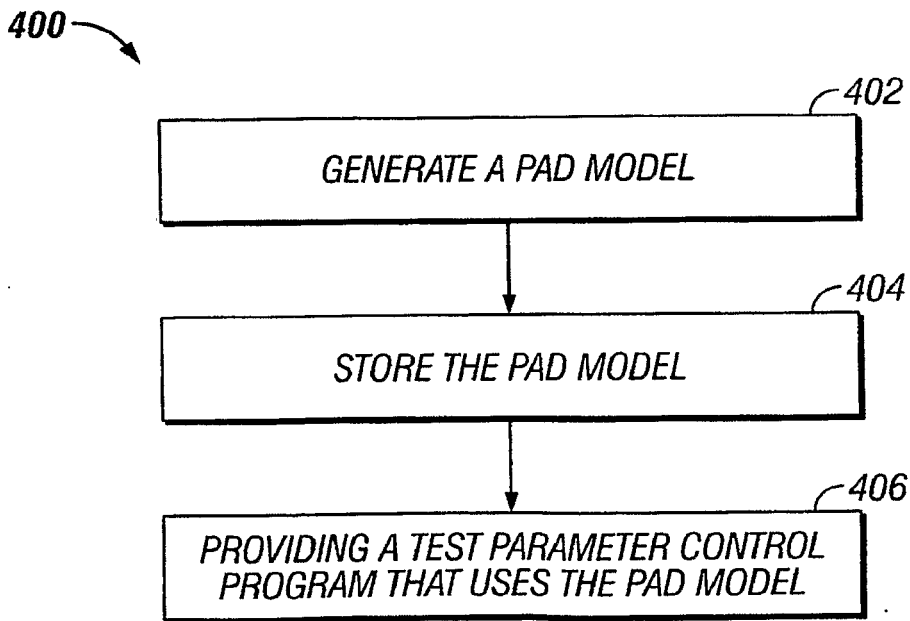 400
402
GENERATE A PAD MODEL
404
STORE THE PAD MODEL
406
PROVIDING A TEST PARAMETER CONTROL
PROGRAM THAT USES THE PAD MODEL